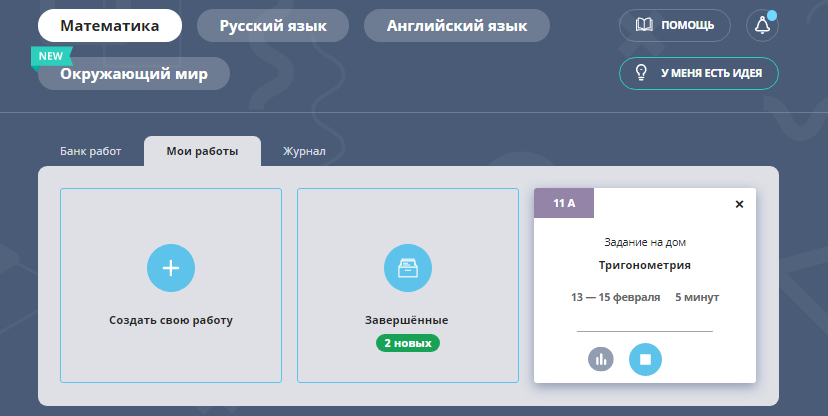 Математика
Русский язык
Английский язык
ПОМОЩЬ
NEW
Окружающий мир
У МЕНЯ ЕСТЬ ИДЕЯ
Банк работ
Мои работы
Журнал
Создать свою работу
Завершённые
2 новых
11 А
×
Задание на дом
Тригонометрия
13 — 15 февраля 5 минут